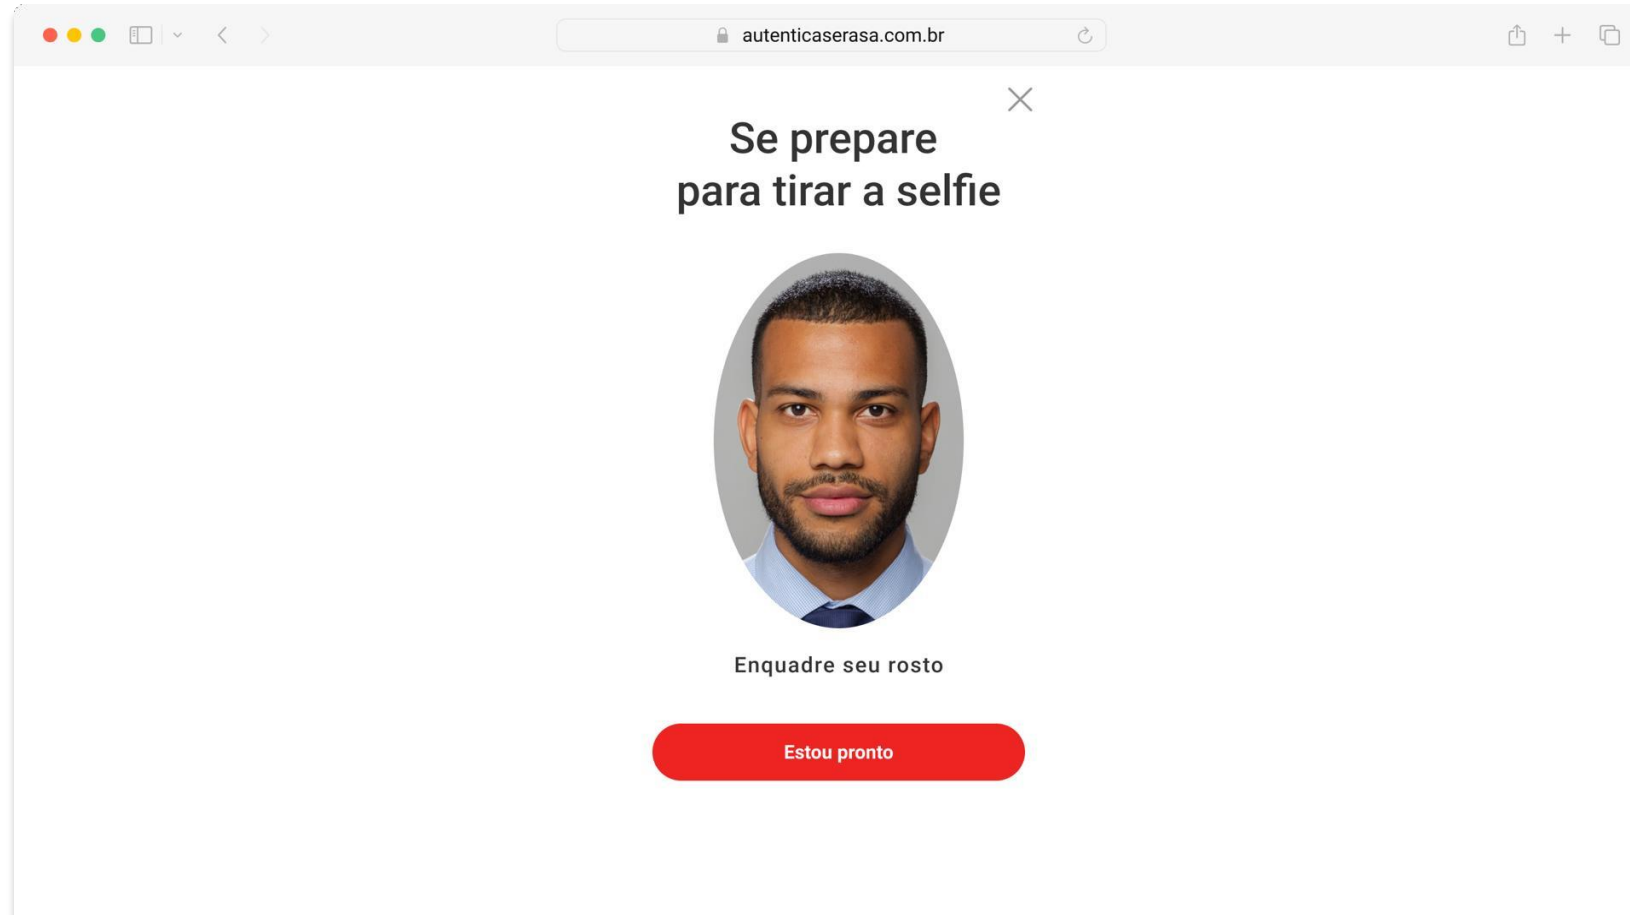 autenticaserasa.com.br
Se prepare
para tirar a selfie
Enquadre seu rosto
Estou pronto